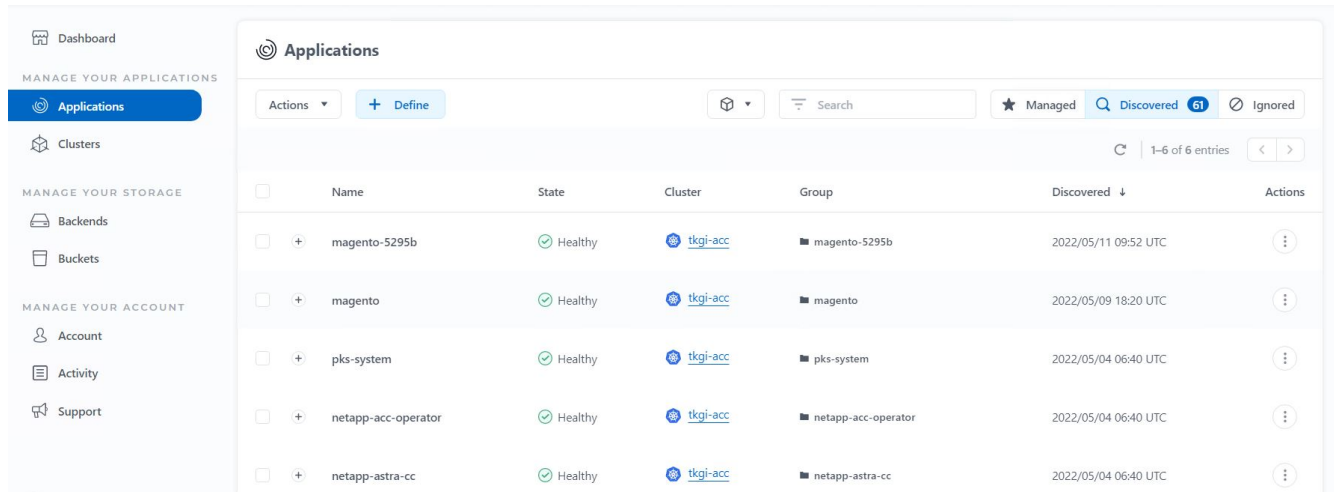 Dashboard
MANAGE YOUR APPLICATIONS
Applications
Clusters
MANAGE YOUR STORAGE
Backends
Buckets
MANAGE YOUR ACCOUNT
Account
Activity
Support
Applications
Actions + Define Search Managed Discovered 61 Ignored
1–6 of 6 entries
Name State Cluster Group Discovered ↓ Actions
magento-5295b Healthy tkgi-acc magento-5295b 2022/05/11 09:52 UTC
magento Healthy tkgi-acc magento 2022/05/09 18:20 UTC
pks-system Healthy tkgi-acc pks-system 2022/05/04 06:40 UTC
netapp-acc-operator Healthy tkgi-acc netapp-acc-operator 2022/05/04 06:40 UTC
netapp-astra-cc Healthy tkgi-acc netapp-astra-cc 2022/05/04 06:40 UTC